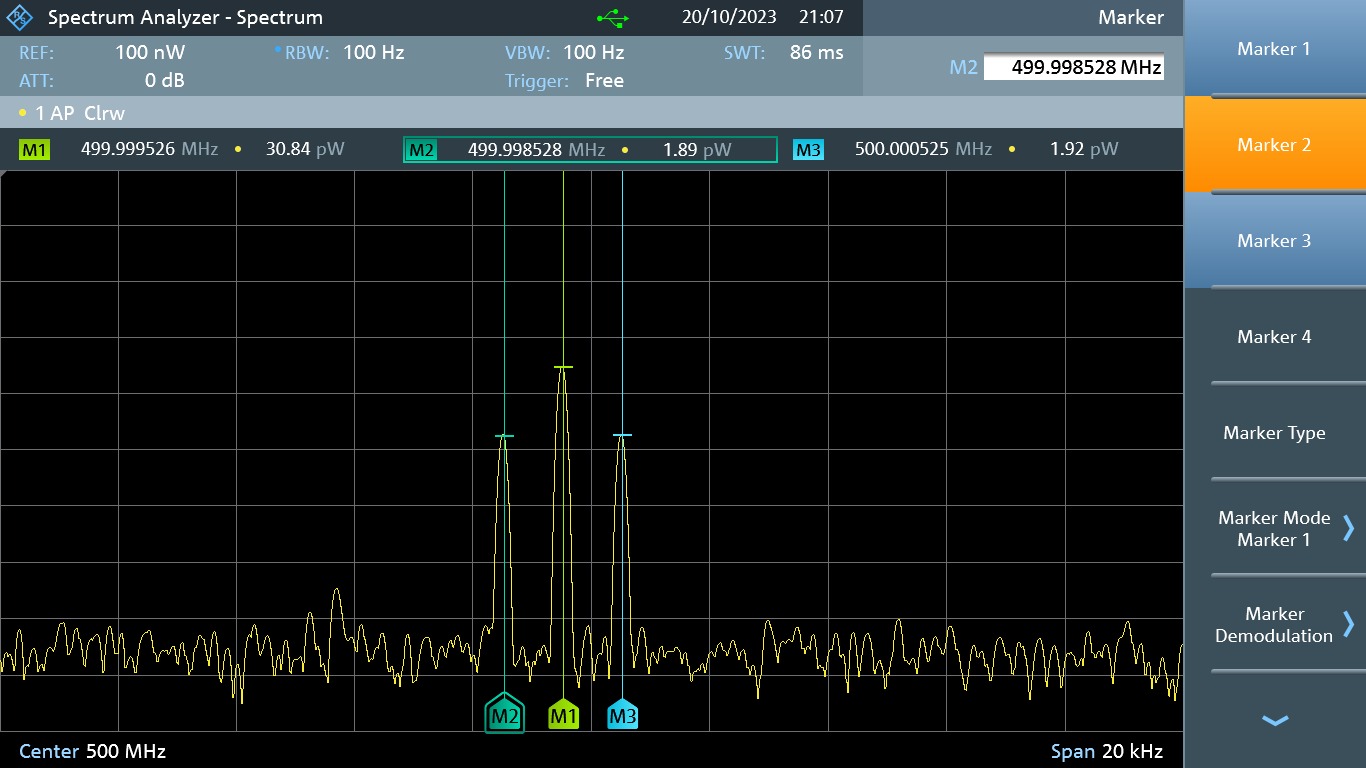 Spectrum Analyzer - Spectrum 20/10/2023 21:07 Marker
REF: 100 nW RBW: 100 Hz VBW: 100 Hz SWT: 86 ms
M2 499.998528 MHz
ATT: 0 dB Trigger: Free
1 AP Clrw
M1 499.999526 MHz • 30.84 pW M2 499.998528 MHz • 1.89 pW M3 500.000525 MHz • 1.92 pW
M2 M1 M3
Center 500 MHz Span 20 kHz
Marker 1
Marker 2
Marker 3
Marker 4
Marker Type
Marker Mode
Marker 1
Marker
Demodulation